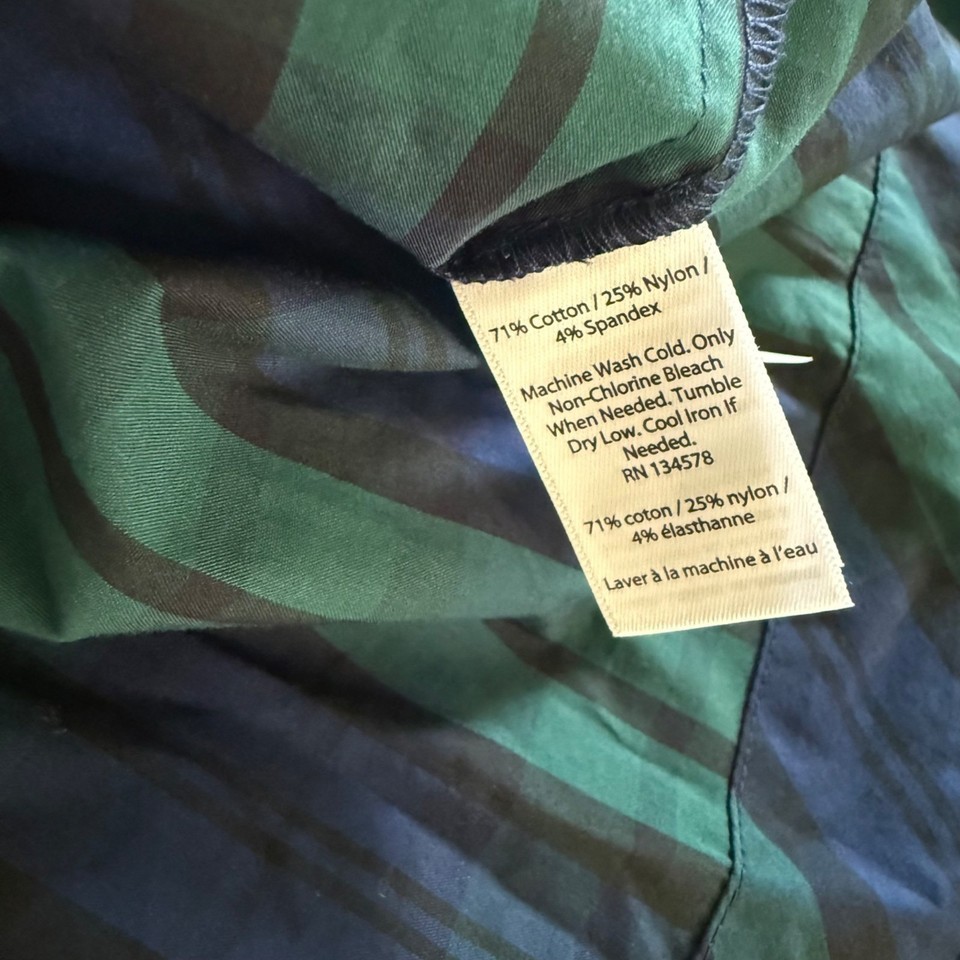 71% Cotton / 25% Nylon /
4% Spandex
Machine Wash Cold. Only
Non-Chlorine Bleach
When Needed. Tumble
Dry Low. Cool Iron If
Needed.
RN 134578
71% coton / 25% nylon /
4% élasthanne
Laver à la machine à l'eau